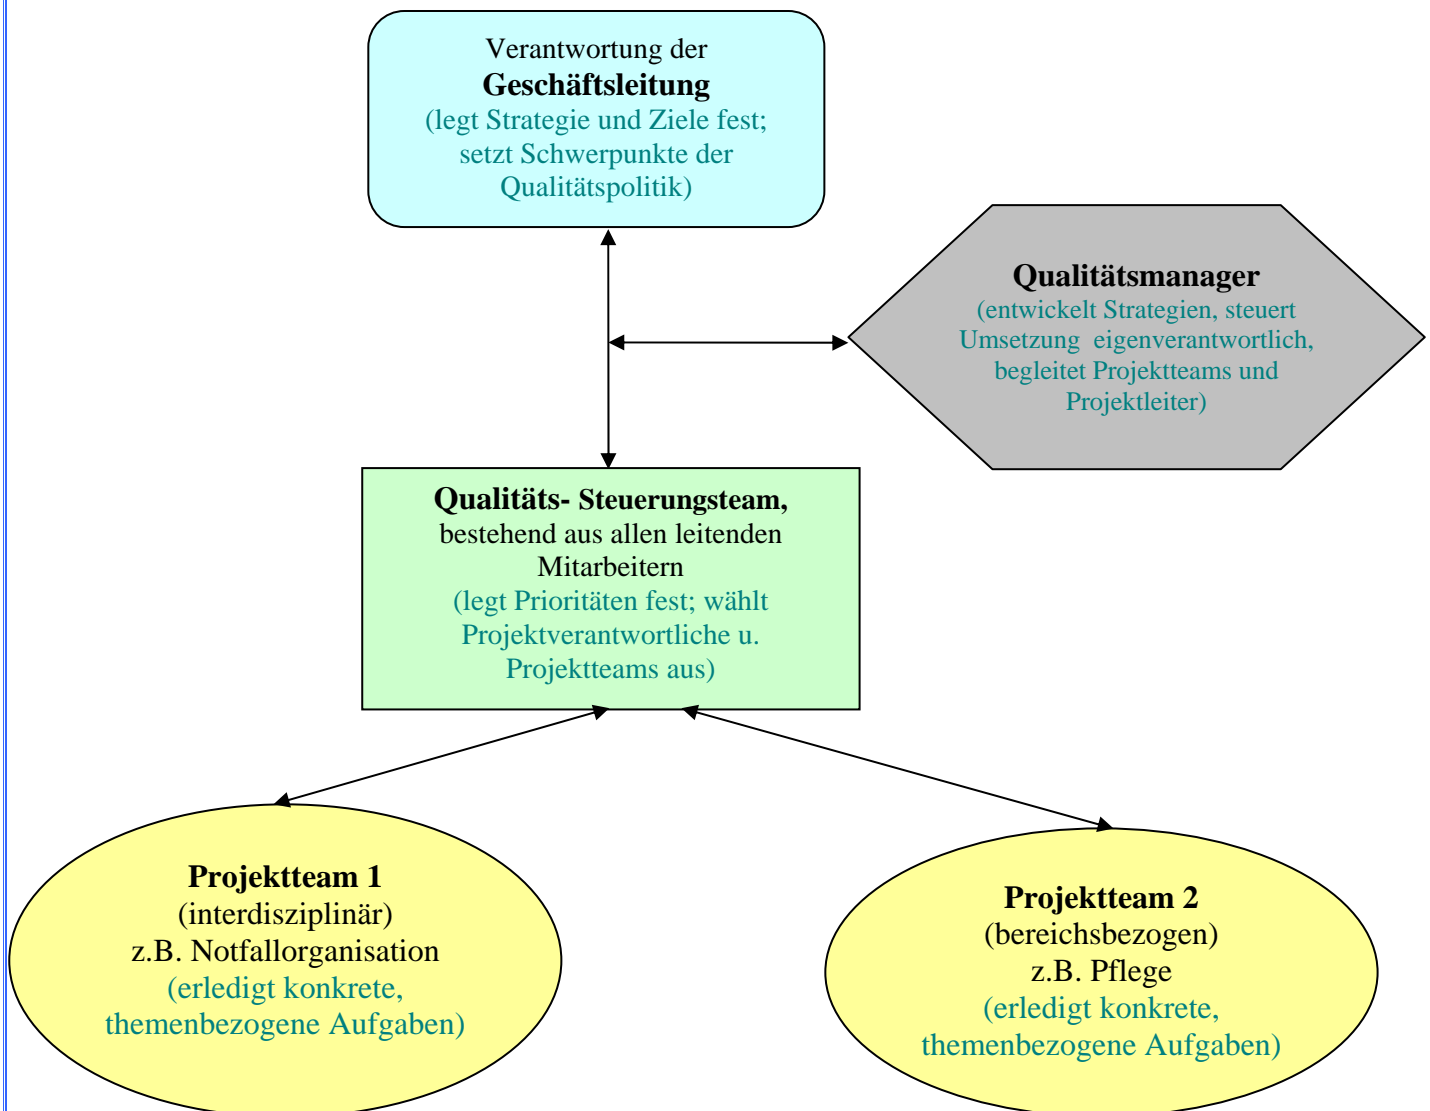 Verantwortung der
Geschäftsleitung
(legt Strategie und Ziele fest;
setzt Schwerpunkte der
Qualitätspolitik)
Qualitätsmanager
(entwickelt Strategien, steuert
Umsetzung eigenverantwortlich,
begleitet Projektteams und
Projektleiter)
Qualitäts- Steuerungsteam,
bestehend aus allen leitenden
Mitarbeitern
(legt Prioritäten fest; wählt
Projektverantwortliche u.
Projektteams aus)
Projektteam 1
(interdisziplinär)
z.B. Notfallorganisation
(erledigt konkrete,
themenbezogene Aufgaben)
Projektteam 2
(bereichsbezogen)
z.B. Pflege
(erledigt konkrete,
themenbezogene Aufgaben)